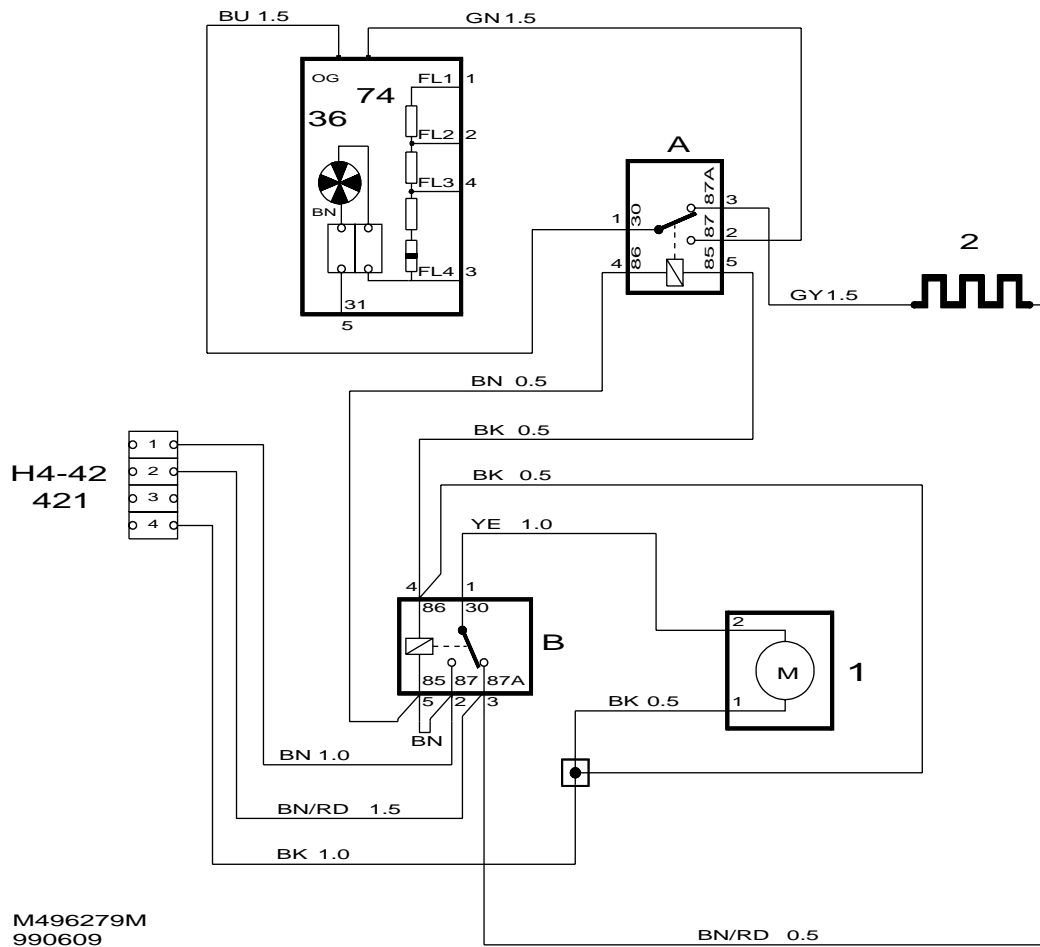 BU 1.5
GN 1.5
OG
74
FL1 1
36
FL2 2
FL3 4
BN
FL4 3
31
5
A
87A
3
1
30
87
2
4
86
85
5
2
GY 1.5
BN 0.5
BK 0.5
H4-42
421
1
2
3
4
BK 0.5
YE 1.0
4 1
86 30
B
85 87 87A
5 2 3
BN
2
M
1
1
BK 0.5
BN 1.0
BN/RD 1.5
BK 1.0
M496279M
990609
BN/RD 0.5